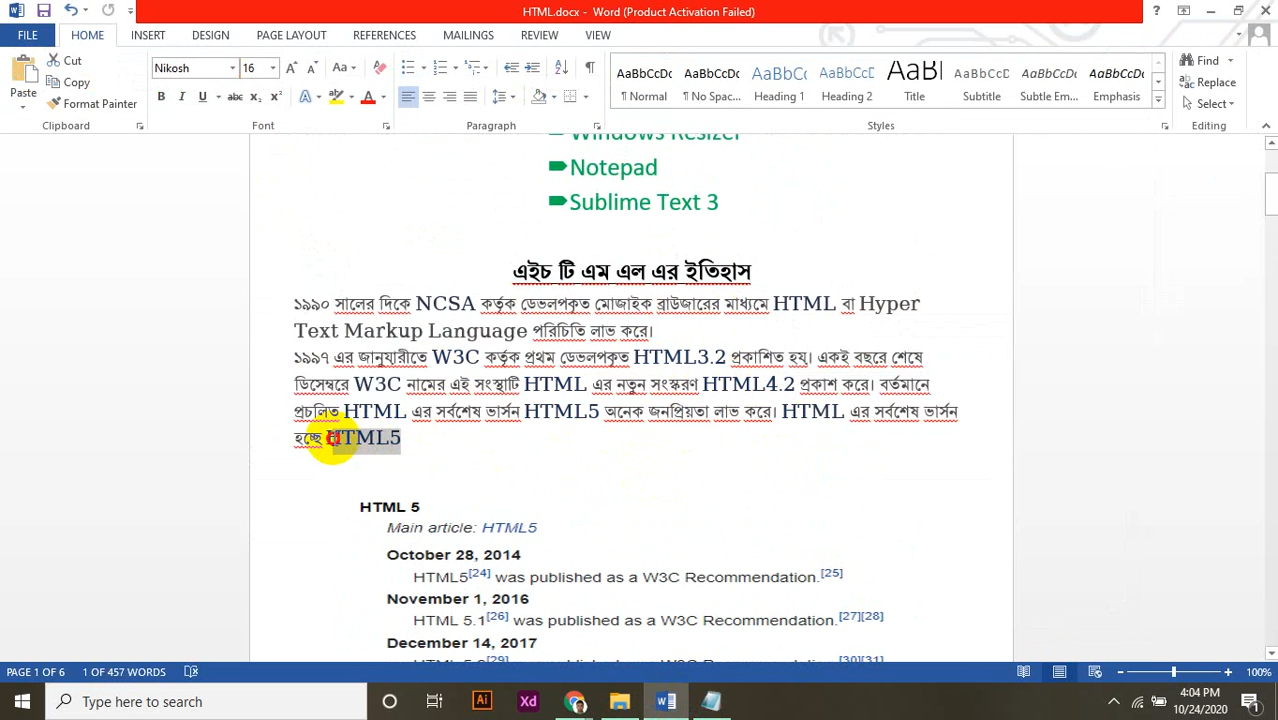 HTML.docx - Word (Product Activation Failed)
FILE HOME INSERT DESIGN PAGE LAYOUT REFERENCES MAILINGS REVIEW VIEW
Cut
Copy
Format Painter
Paste
Clipboard
Nikosh 16
Font
Paragraph
AaBbCcDc AaBbCcDc AaBbCc AaBbCcC AaBl AaBbCcD AaBbCcDc AaBbCcDc
¶ Normal ¶ No Spac... Heading 1 Heading 2 Title Subtitle Subtle Em... Emphasis
Styles
Find
Replace
Select
Editing
Windows Resizer
Notepad
Sublime Text 3
এইচ টি এম এল এর ইতিহাস
১৯৯০ সালের দিকে NCSA কর্তৃক ডেভলপকৃত মোজাইক ব্রাউজারের মাধ্যমে HTML বা Hyper
Text Markup Language পরিচিতি লাভ করে।
১৯৯৭ এর জানুযারীতে W3C কর্তৃক প্রথম ডেভলপকৃত HTML3.2 প্রকাশিত হয়। একই বছরে শেষে
ডিসেম্বরে W3C নামের এই সংস্থাটি HTML এর নতুন সংস্করণ HTML4.2 প্রকাশ করে। বর্তমানে
প্রচলিত HTML এর সর্বশেষ ভার্সন HTML5 অনেক জনপ্রিয়তা লাভ করে। HTML এর সর্বশেষ ভার্সন
হচ্ছে HTML5
HTML 5
Main article: HTML5
October 28, 2014
HTML5[24] was published as a W3C Recommendation.[25]
November 1, 2016
HTML 5.1[26] was published as a W3C Recommendation.[27][28]
December 14, 2017
PAGE 1 OF 6 1 OF 457 WORDS 100%
Type here to search
4:04 PM
10/24/2020